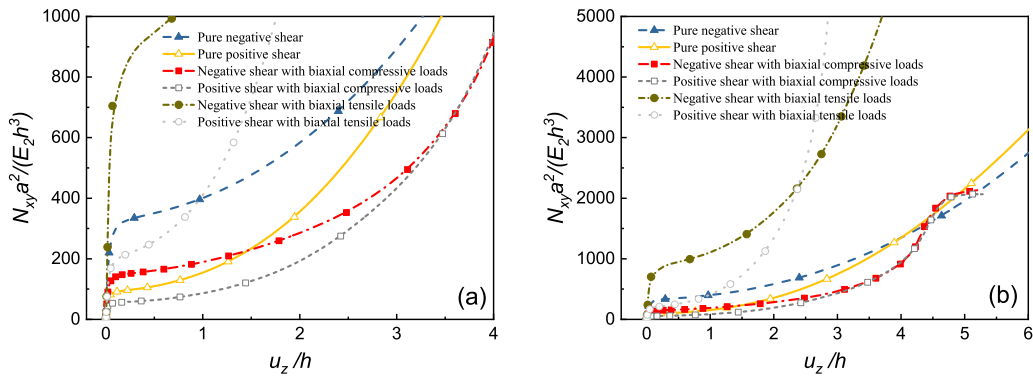 1000
800
600
400
200
0
N_{xy}a^2/(E_2h^3)
Pure negative shear
Pure positive shear
Negative shear with biaxial compressive loads
Positive shear with biaxial compressive loads
Negative shear with biaxial tensile loads
Positive shear with biaxial tensile loads
(a)
0 1 2 3 4
u_z/h
5000
4000
3000
2000
1000
0
N_{xy}a^2/(E_2h^3)
Pure negative shear
Pure positive shear
Negative shear with biaxial compressive loads
Positive shear with biaxial compressive loads
Negative shear with biaxial tensile loads
Positive shear with biaxial tensile loads
(b)
0 1 2 3 4 5 6
u_z/h